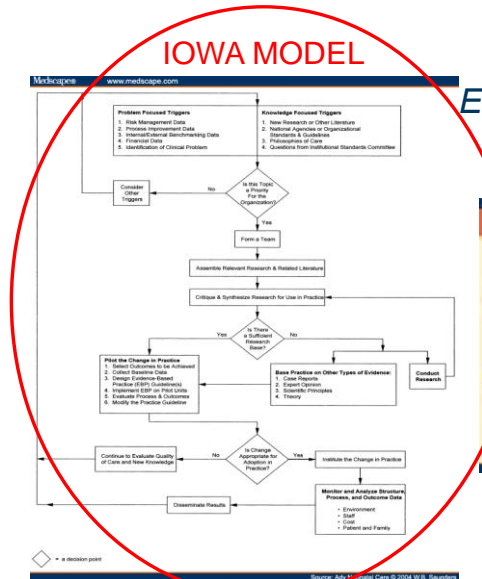 IOWA MODEL
Medscape® www.medscape.com
E
Problem Focused Triggers
1. Risk Management Data
2. Process Improvement Data
3. Internal/External Benchmarking Data
4. Financial Data
5. Identification of Clinical Problem
Knowledge Focused Triggers
1. New Research or Other Literature
2. National Agencies or Organizational
Standards & Guidelines
3. Philosophies of Care
4. Questions from Institutional Standards Committee
Consider
Other
Triggers
No
Is this Topic
a Priority
For the
Organization?
Yes
Form a Team
Assemble Relevant Research & Related Literature
Critique & Synthesize Research for Use in Practice
Yes
Is There
a Sufficient
Research
Base?
No
Pilot the Change in Practice
1. Select Outcomes to be Achieved
2. Collect Baseline Data
3. Design Evidence-Based
Practice (EBP) Guideline(s)
4. Implement EBP on Pilot Units
5. Evaluate Process & Outcomes
6. Modify the Practice Guideline
Base Practice on Other Types of Evidence:
1. Case Reports
2. Expert Opinion
3. Scientific Principles
4. Theory
Conduct
Research
Continue to Evaluate Quality
of Care and New Knowledge
No
Is Change
Appropriate for
Adoption in
Practice?
Yes
Institute the Change in Practice
Monitor and Analyze Structure,
Process, and Outcome Data
• Environment
• Staff
• Cost
• Patient and Family
Disseminate Results
= a decision point
Source: Adv Neonatal Care © 2004 W.B. Saunders